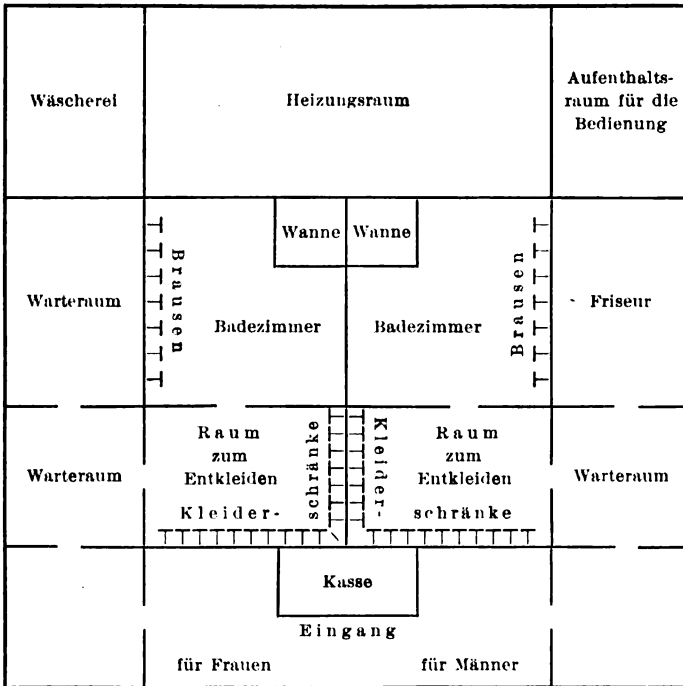 Wäscherei
Heizungsraum
Aufenthalts-
raum für die
Bedienung
Wanne
Wanne
Warteraum
Brausen
Badezimmer
Badezimmer
Brausen
Friseur
Warteraum
Raum
zum
Entkleiden
Kleider-
schränke
Kleider-
Raum
zum
Entkleiden
schränke
Warteraum
Kasse
Eingang
für Frauen
für Männer